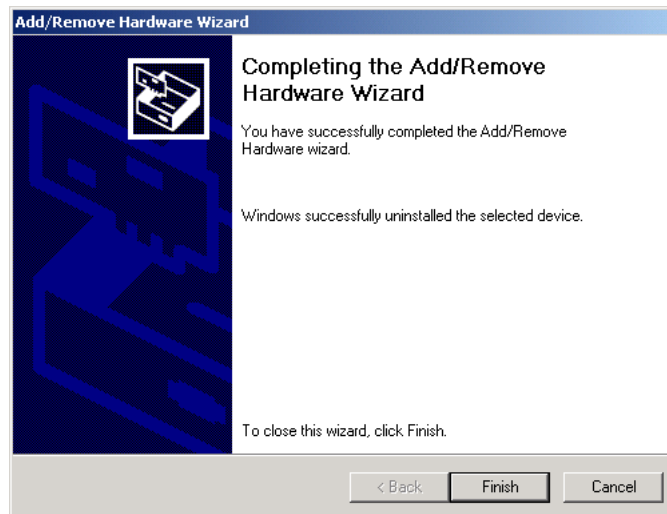 Add/Remove Hardware Wizard
Completing the Add/Remove
Hardware Wizard
You have successfully completed the Add/Remove
Hardware wizard.
Windows successfully uninstalled the selected device.
To close this wizard, click Finish.
< Back
Finish
Cancel